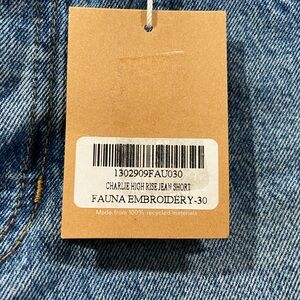 1302909FAU030
CHARLIE HIGH RISE JEAN SHORT
FAUNA EMBROIDERY-30
Made from 100% recycled materials